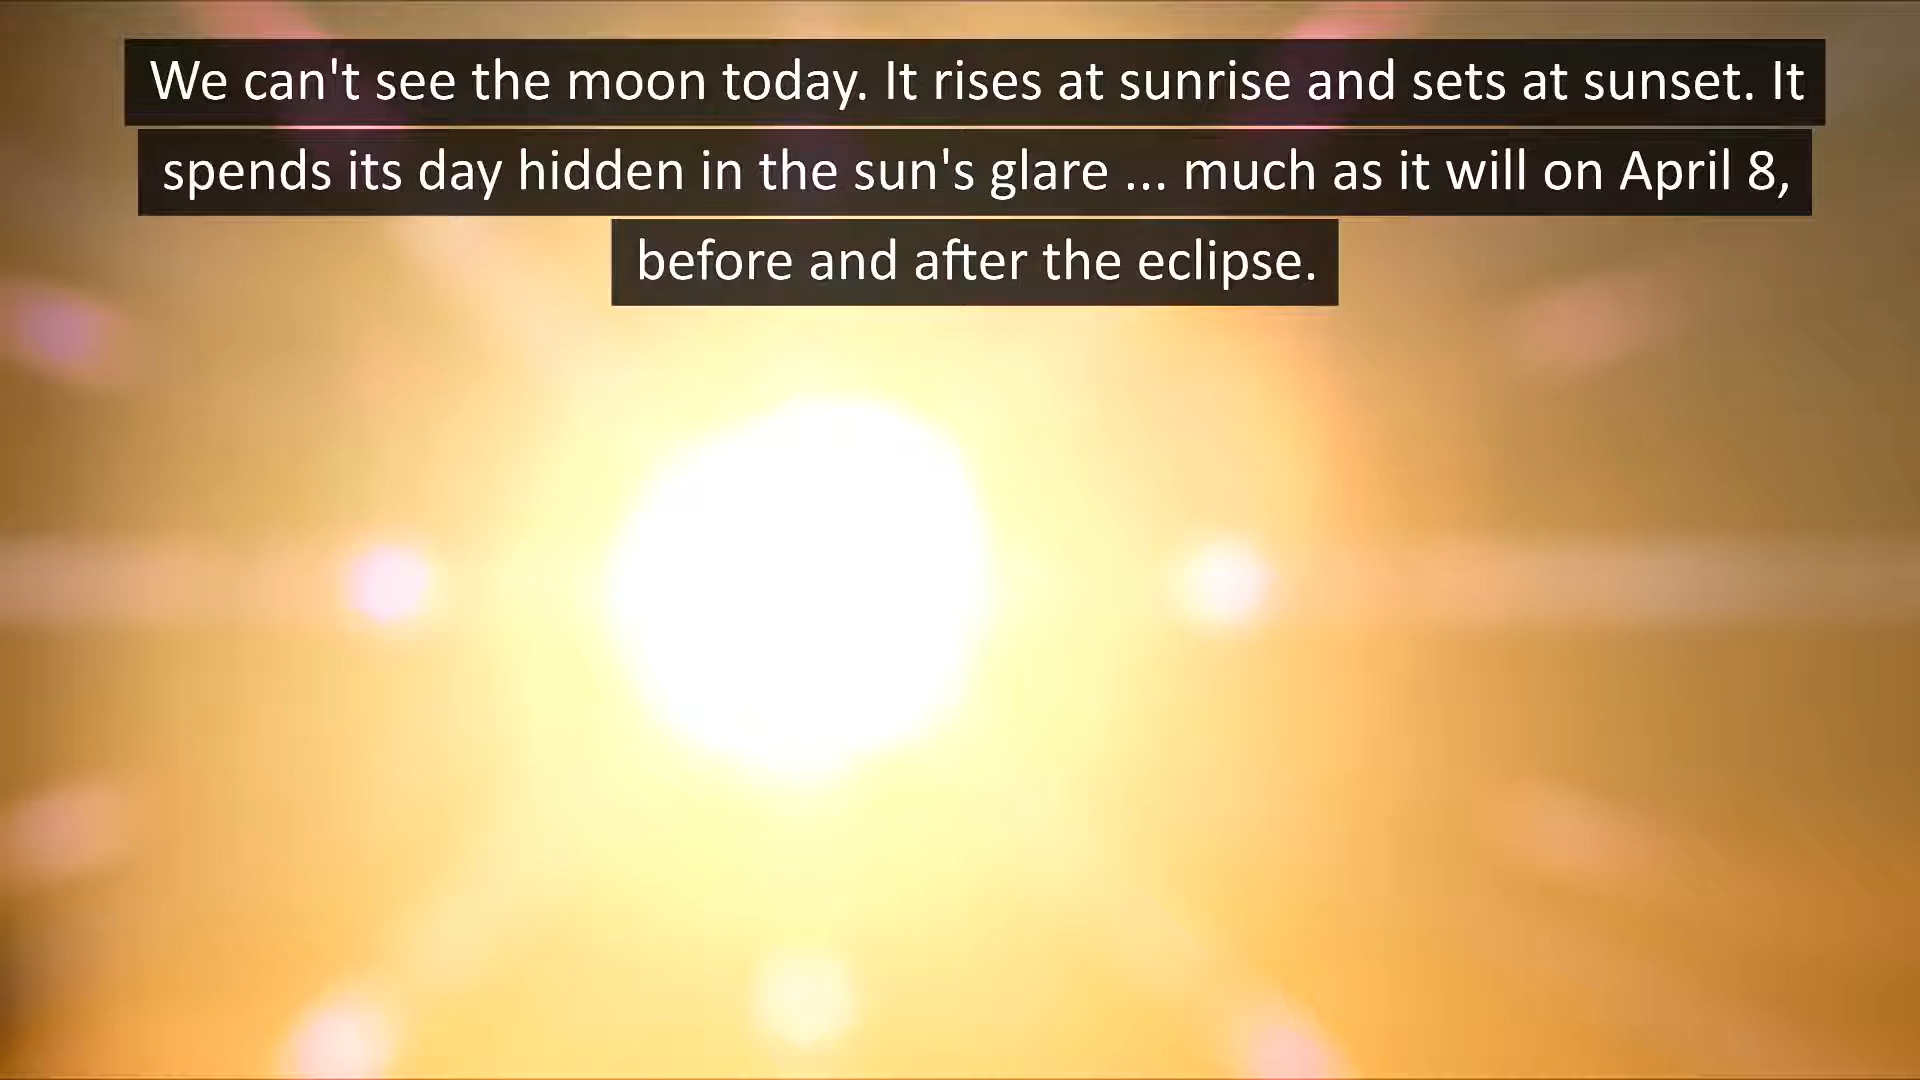 We can't see the moon today. It rises at sunrise and sets at sunset. It
spends its day hidden in the sun's glare ... much as it will on April 8,
before and after the eclipse.